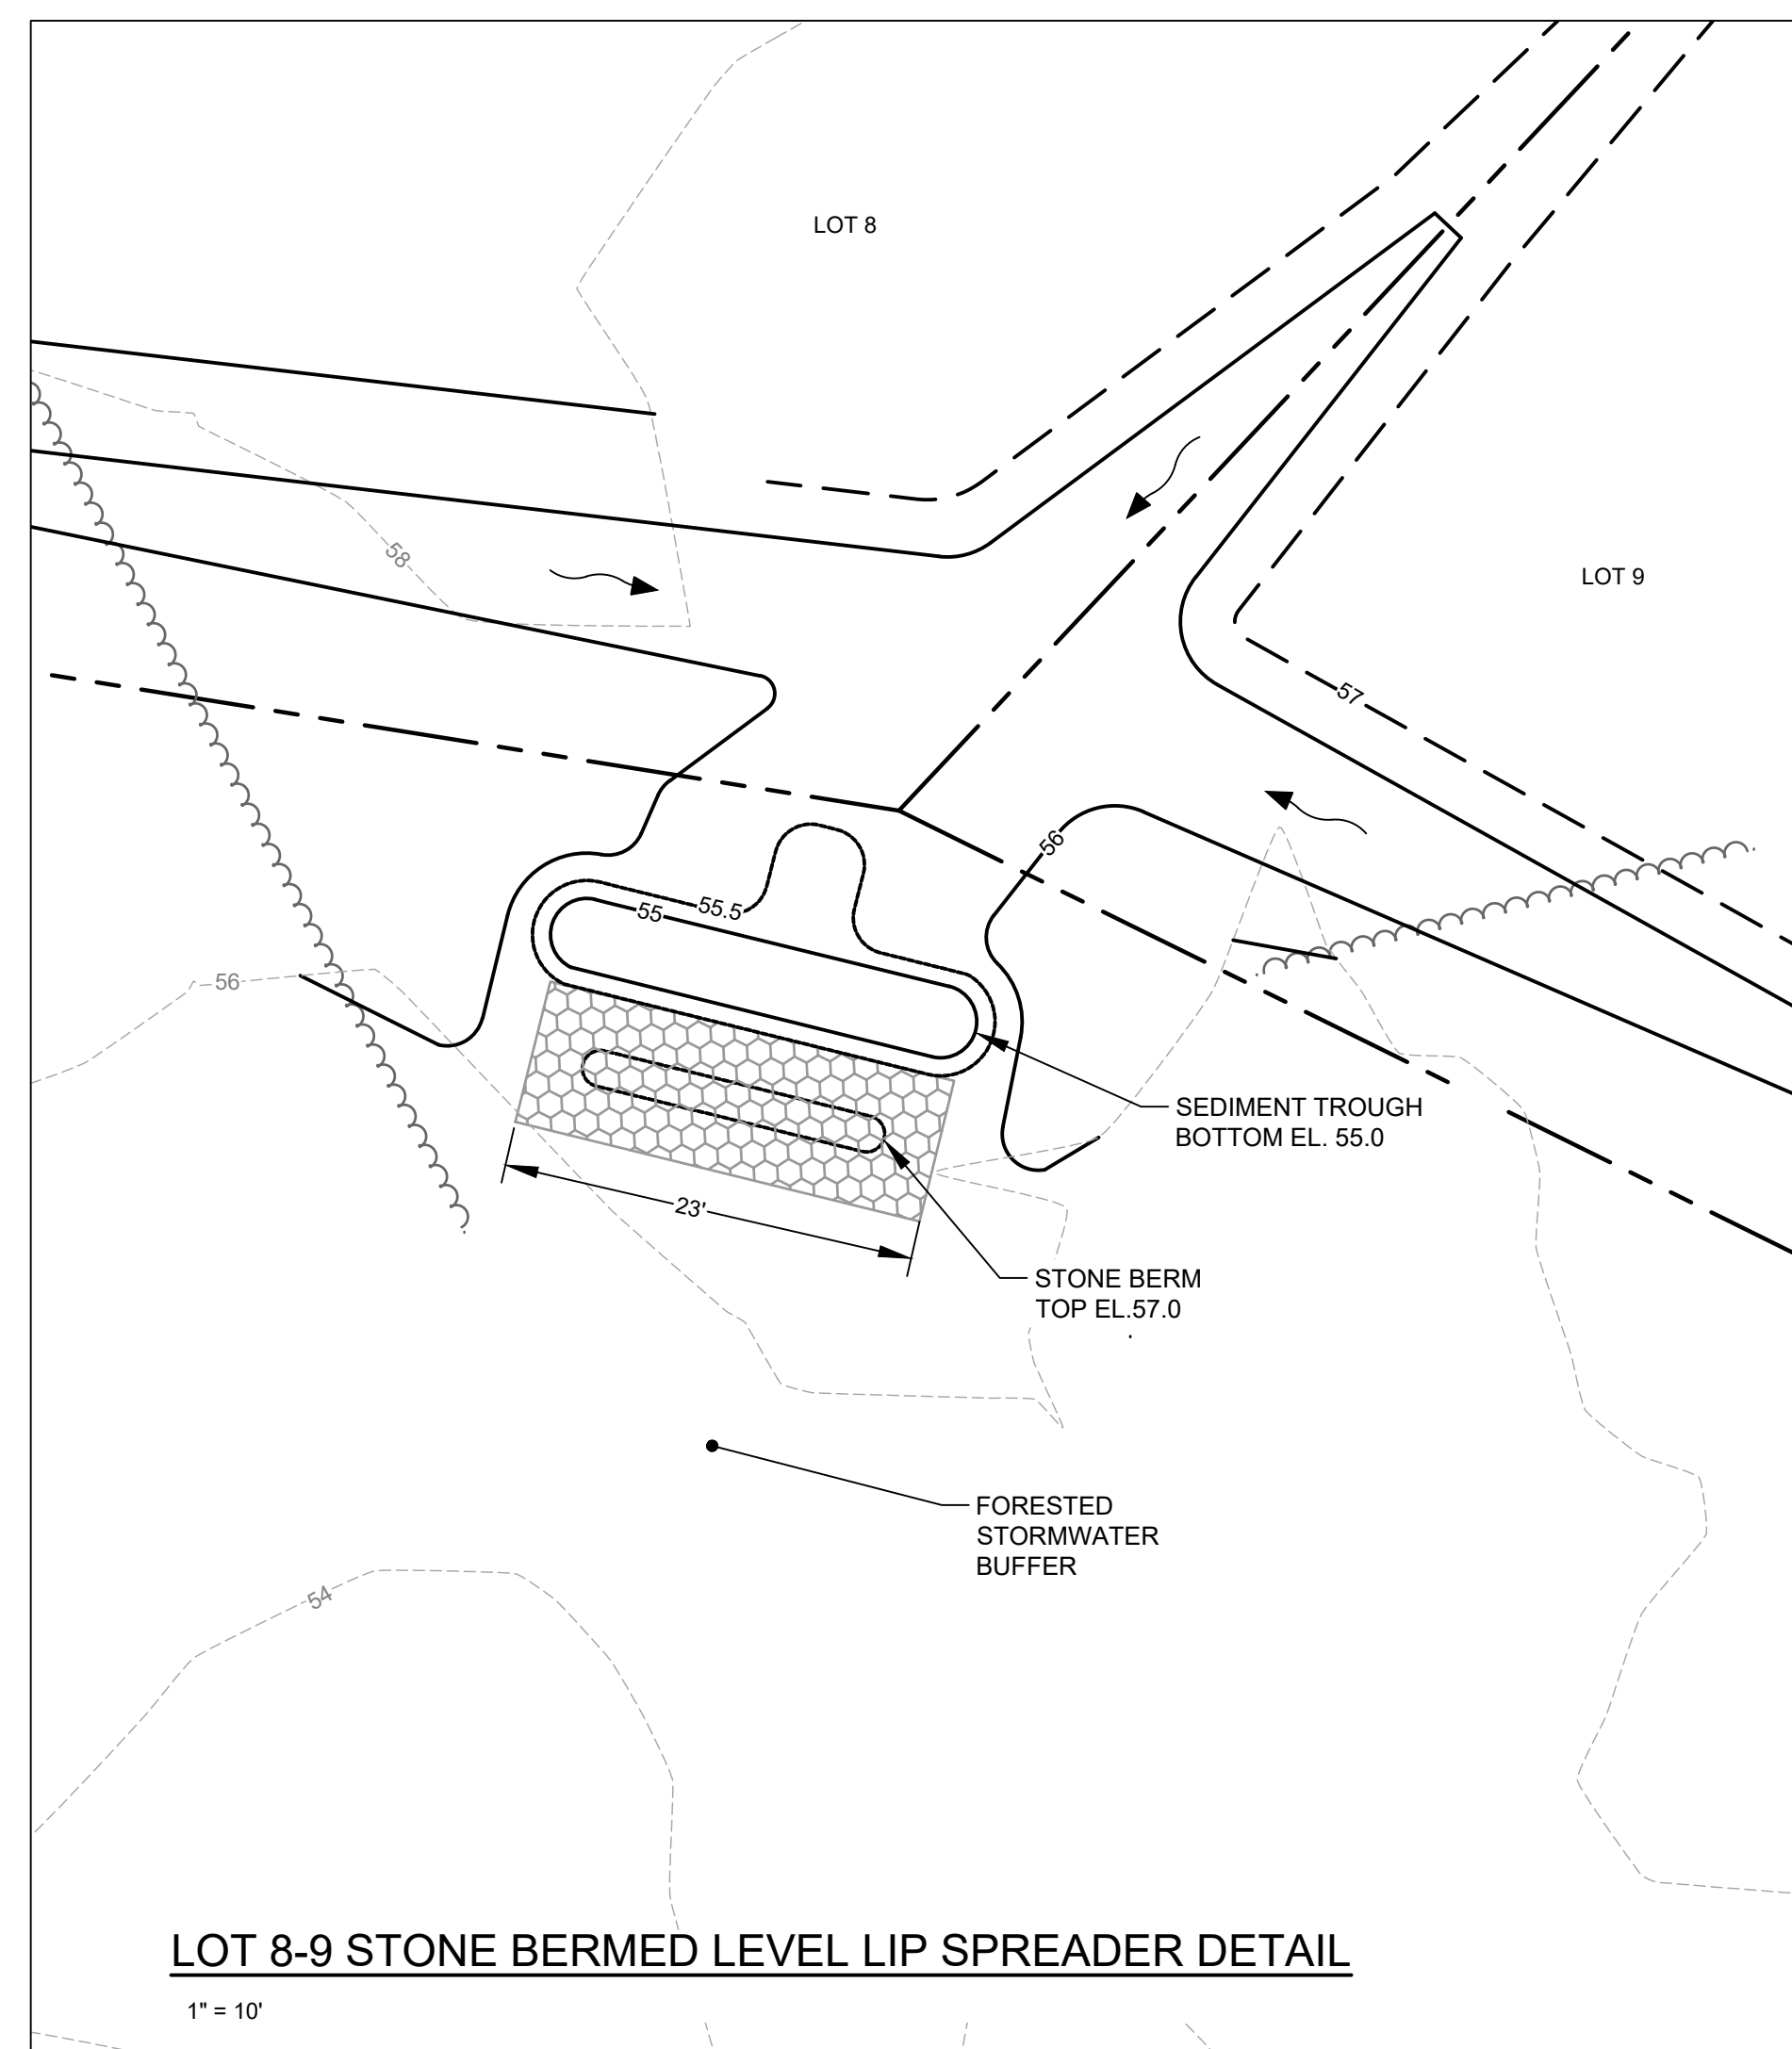 LOT 8
58
LOT 9
57
56
55
55.5
56
SEDIMENT TROUGH
BOTTOM EL. 55.0
23'
STONE BERM
TOP EL.57.0
FORESTED
STORMWATER
BUFFER
54
LOT 8-9 STONE BERMED LEVEL LIP SPREADER DETAIL
1" = 10'